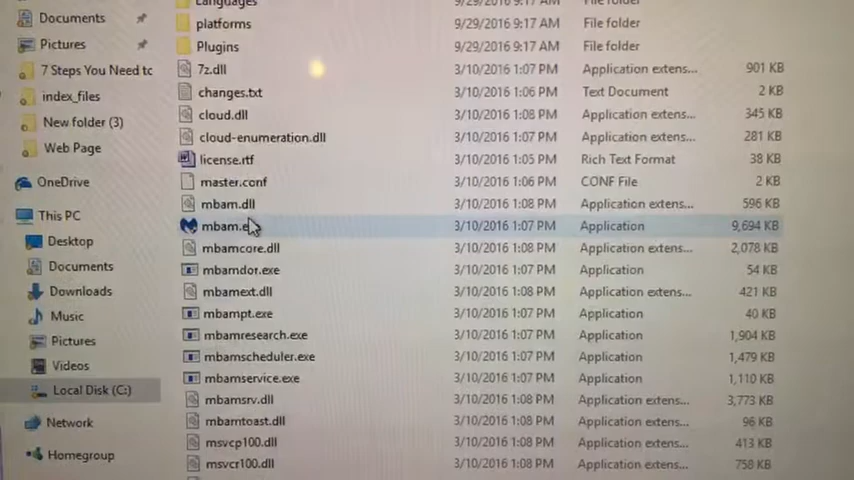 Documents
Pictures
7 Steps You Need tc
index_files
New folder (3)
Web Page
OneDrive
This PC
Desktop
Documents
Downloads
Music
Pictures
Videos
Local Disk (C:)
Network
Homegroup
Languages 9/29/2016 9:17 AM File folder
platforms 9/29/2016 9:17 AM File folder
Plugins 9/29/2016 9:17 AM File folder
7z.dll 3/10/2016 1:07 PM Application extens... 901 KB
changes.txt 3/10/2016 1:06 PM Text Document 2 KB
cloud.dll 3/10/2016 1:08 PM Application extens... 345 KB
cloud-enumeration.dll 3/10/2016 1:07 PM Application extens... 281 KB
license.rtf 3/10/2016 1:05 PM Rich Text Format 38 KB
master.conf 3/10/2016 1:06 PM CONF File 2 KB
mbam.dll 3/10/2016 1:08 PM Application extens... 596 KB
mbam.e 3/10/2016 1:07 PM Application 9,694 KB
mbamcore.dll 3/10/2016 1:08 PM Application extens... 2,078 KB
mbamdor.exe 3/10/2016 1:07 PM Application 54 KB
mbamext.dll 3/10/2016 1:08 PM Application extens... 421 KB
mbampt.exe 3/10/2016 1:07 PM Application 40 KB
mbamresearch.exe 3/10/2016 1:07 PM Application 1,904 KB
mbamscheduler.exe 3/10/2016 1:07 PM Application 1,479 KB
mbamservice.exe 3/10/2016 1:07 PM Application 1,110 KB
mbamsrv.dll 3/10/2016 1:08 PM Application extens... 3,773 KB
mbamtoast.dll 3/10/2016 1:08 PM Application extens... 96 KB
msvcp100.dll 3/10/2016 1:08 PM Application extens... 413 KB
msvcr100.dll 3/10/2016 1:08 PM Application extens... 758 KB